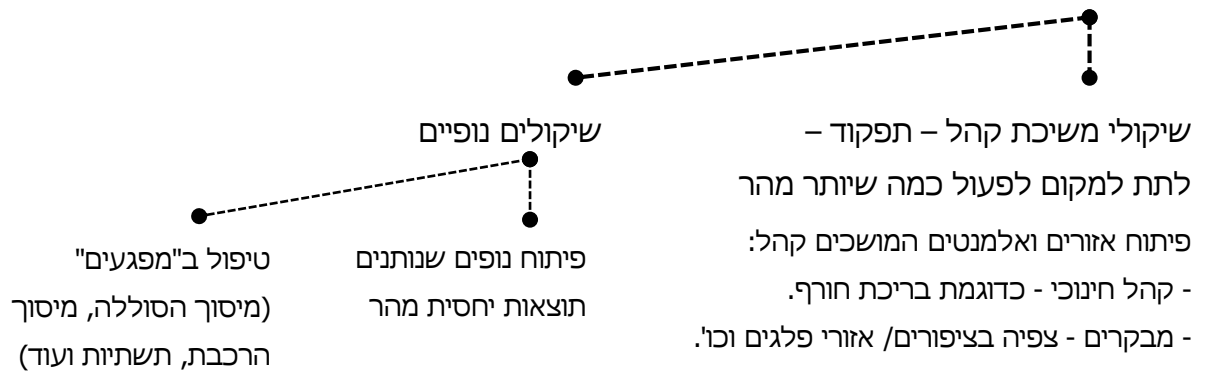 שיקולי משיכת קהל – תפקוד –
לתת למקום לפעול כמה שיותר מהר
פיתוח אזורים ואלמנטים המושכים קהל:
- קהל חינוכי - כדוגמת בריכת חורף.
- מבקרים - צפיה בציפורים/ אזורי פלגים וכו'.
שיקולים נופיים
פיתוח נופים שנותנים
תוצאות יחסית מהר
טיפול ב"מפגעים"
(מיסוך הסוללה, מיסוך
הרכבת, תשתיות ועוד)